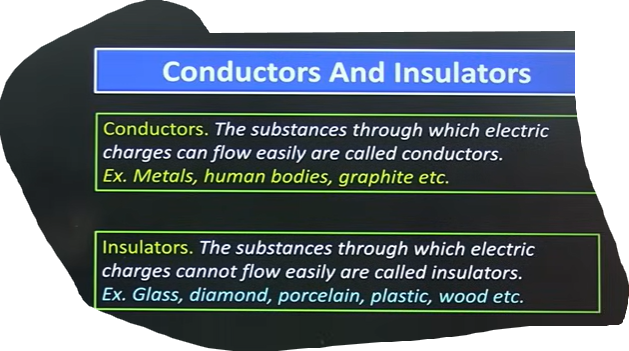 Conductors And Insulators
Conductors. The substances through which electric
charges can flow easily are called conductors.
Ex. Metals, human bodies, graphite etc.
Insulators. The substances through which electric
charges cannot flow easily are called insulators.
Ex. Glass, diamond, porcelain, plastic, wood etc.